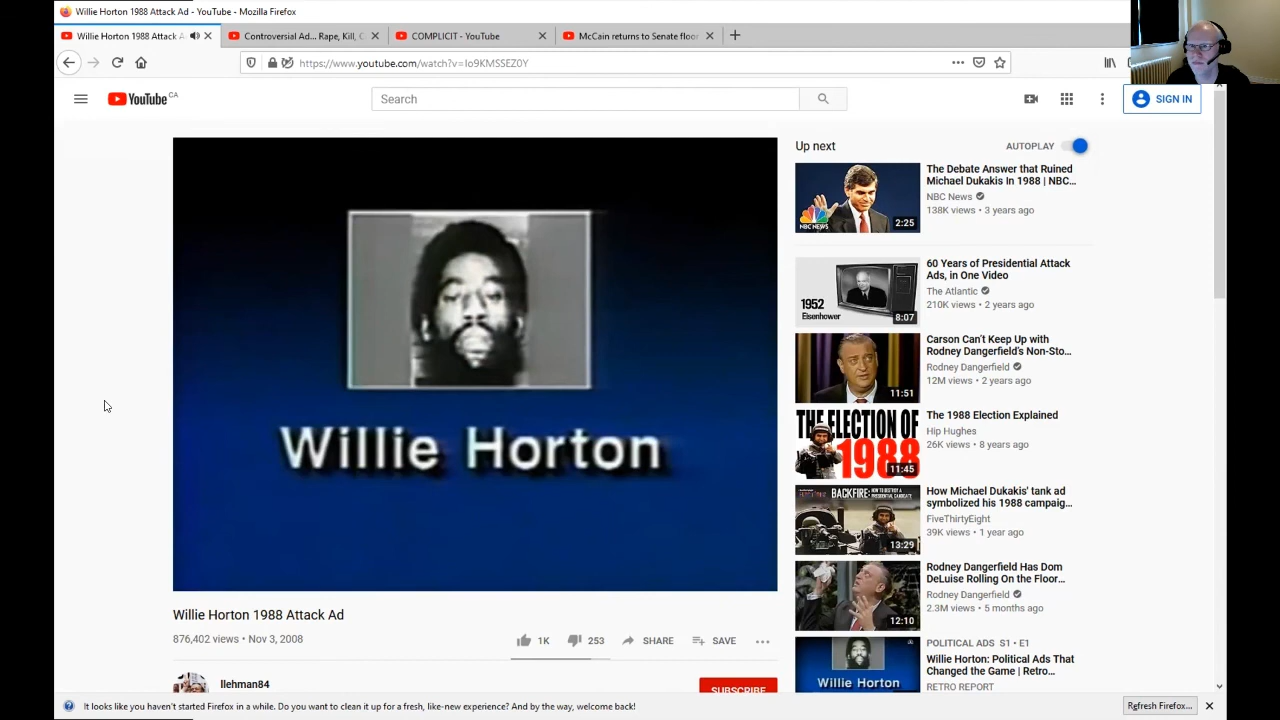 Willie Horton 1988 Attack Ad - YouTube - Mozilla Firefox
Willie Horton 1988 Attack A
Controversial Ad... Rape, Kill, C
COMPLICIT - YouTube
McCain returns to Senate floor
https://www.youtube.com/watch?v=Io9KMSSEZ0Y
YouTube CA
Search
SIGN IN
Willie Horton
Willie Horton 1988 Attack Ad
876,402 views • Nov 3, 2008
1K
253
SHARE
SAVE
llehman84
SUBSCRIBE
Up next
AUTOPLAY
NBC NEWS
2:25
The Debate Answer that Ruined
Michael Dukakis In 1988 | NBC...
NBC News
138K views • 3 years ago
1952
Eisenhower
8:07
60 Years of Presidential Attack
Ads, in One Video
The Atlantic
210K views • 2 years ago
11:51
Carson Can't Keep Up with
Rodney Dangerfield's Non-Sto...
Rodney Dangerfield
12M views • 2 years ago
THE ELECTION OF
1988
11:45
The 1988 Election Explained
Hip Hughes
26K views • 8 years ago
BACKFIRE:
13:29
How Michael Dukakis' tank ad
symbolized his 1988 campaig...
FiveThirtyEight
39K views • 1 year ago
12:10
Rodney Dangerfield Has Dom
DeLuise Rolling On the Floor...
Rodney Dangerfield
2.3M views • 5 months ago
Willie Horton
POLITICAL ADS S1 • E1
Willie Horton: Political Ads That
Changed the Game | Retro...
RETRO REPORT
It looks like you haven't started Firefox in a while. Do you want to clean it up for a fresh, like-new experience? And by the way, welcome back!
Refresh Firefox...